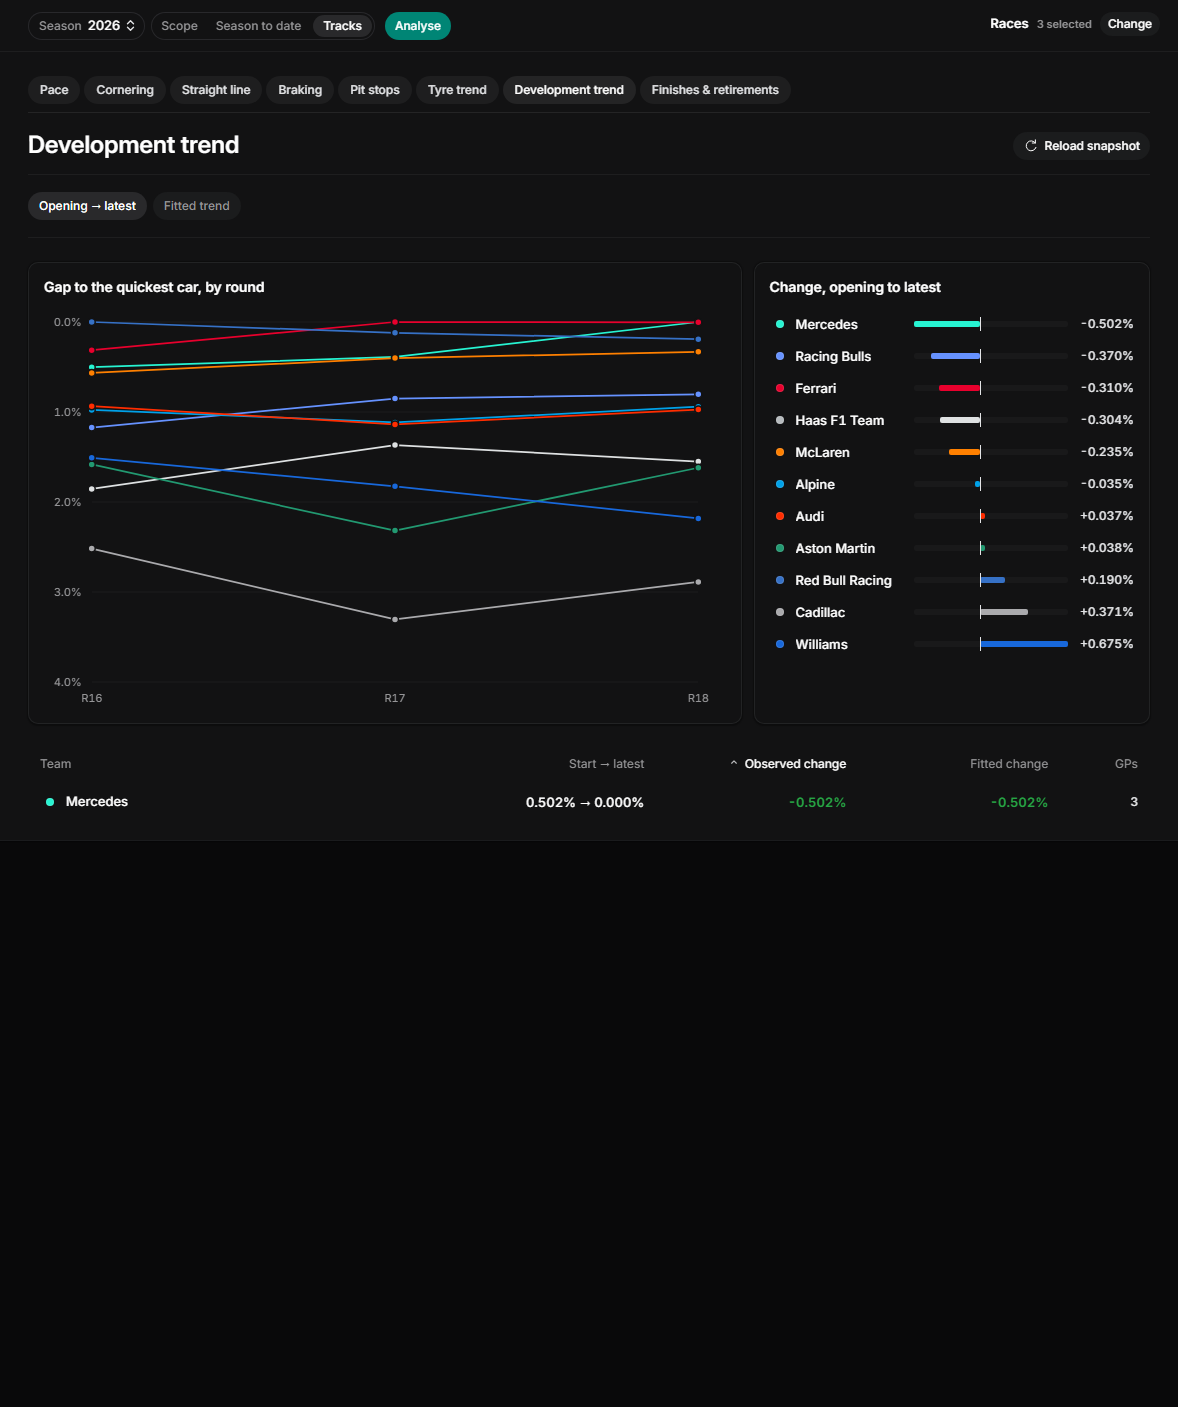 Season 2026 Scope Season to date Tracks Analyse Races 3 selected Change
Pace Cornering Straight line Braking Pit stops Tyre trend Development trend Finishes & retirements
Development trend
Reload snapshot
Opening → latest Fitted trend
Gap to the quickest car, by round
0.0%
1.0%
2.0%
3.0%
4.0%
R16 R17 R18
Change, opening to latest
Mercedes -0.502%
Racing Bulls -0.370%
Ferrari -0.310%
Haas F1 Team -0.304%
McLaren -0.235%
Alpine -0.035%
Audi +0.037%
Aston Martin +0.038%
Red Bull Racing +0.190%
Cadillac +0.371%
Williams +0.675%
Team Start → latest Observed change Fitted change GPs
Mercedes 0.502% → 0.000% -0.502% -0.502% 3